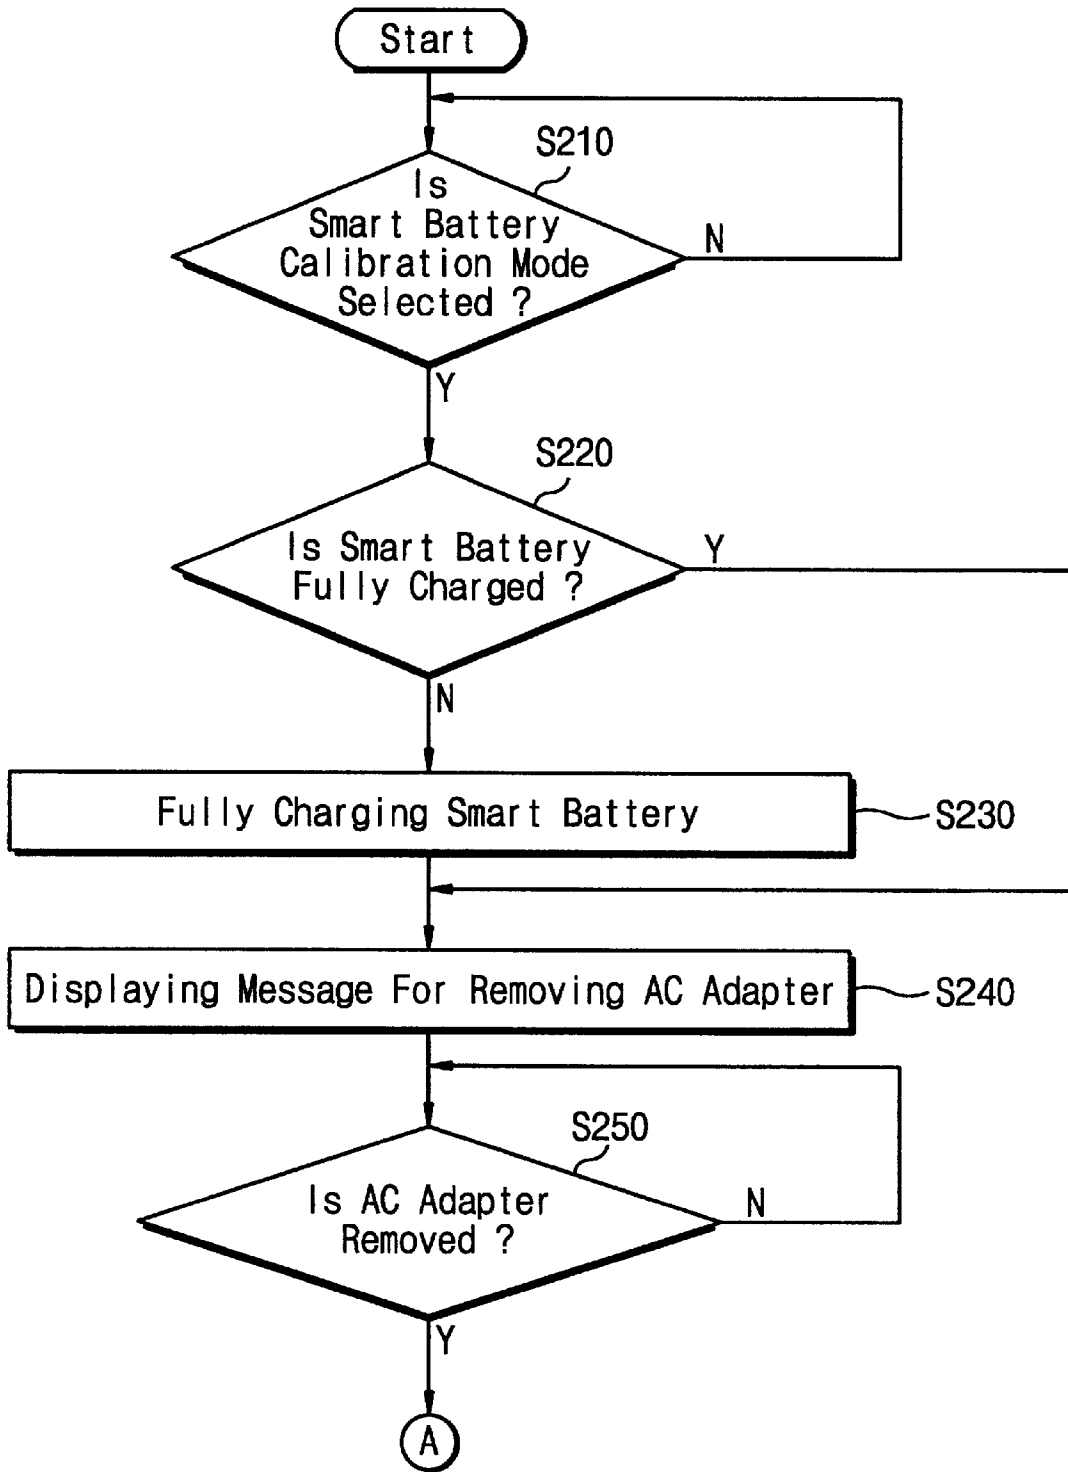 Start
S210
Is
Smart Battery
Calibration Mode
Selected ?
N
Y
S220
Is Smart Battery
Fully Charged ?
Y
N
Fully Charging Smart Battery
S230
Displaying Message For Removing AC Adapter
S240
S250
Is AC Adapter
Removed ?
N
Y
A